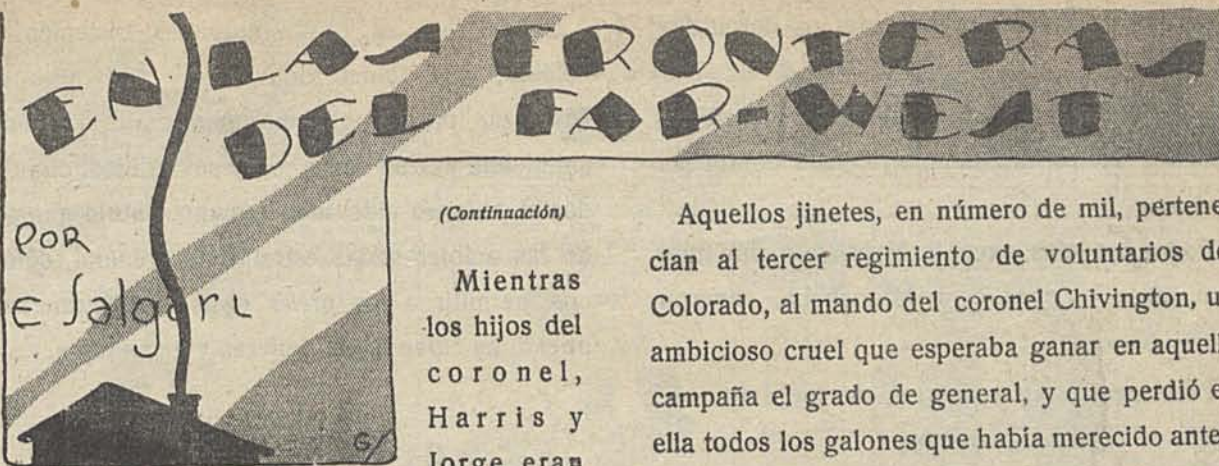 EN LAS FRONTERAS
DEL FAR-WEST
POR
E Salgari
G/
(Continuación)
Mientras
los hijos del
coronel,
Harris y
Jorge eran
Aquellos jinetes, en número de mil, pertene
cían al tercer regimiento de voluntarios de
Colorado, al mando del coronel Chivington, u
ambicioso cruel que esperaba ganar en aquell
campaña el grado de general, y que perdió e
ella todos los galones que había merecido ante